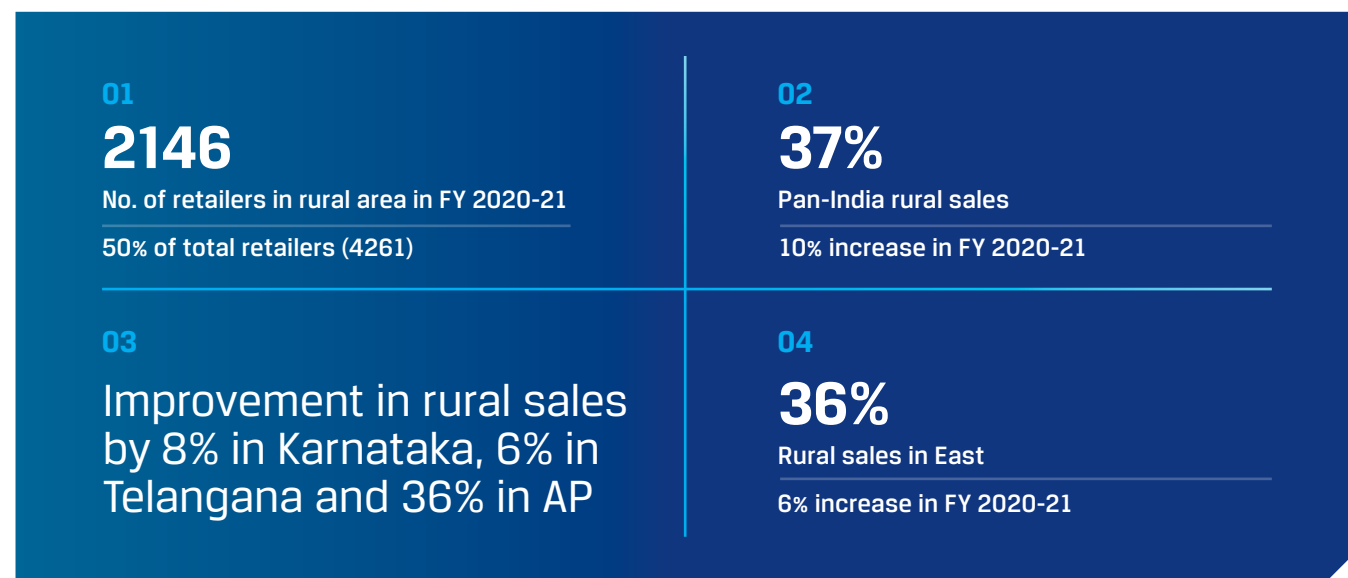 01
2146
No. of retailers in rural area in FY 2020-21
50% of total retailers (4261)
02
37%
Pan-India rural sales
10% increase in FY 2020-21
03
Improvement in rural sales
by 8% in Karnataka, 6% in
Telangana and 36% in AP
04
36%
Rural sales in East
6% increase in FY 2020-21